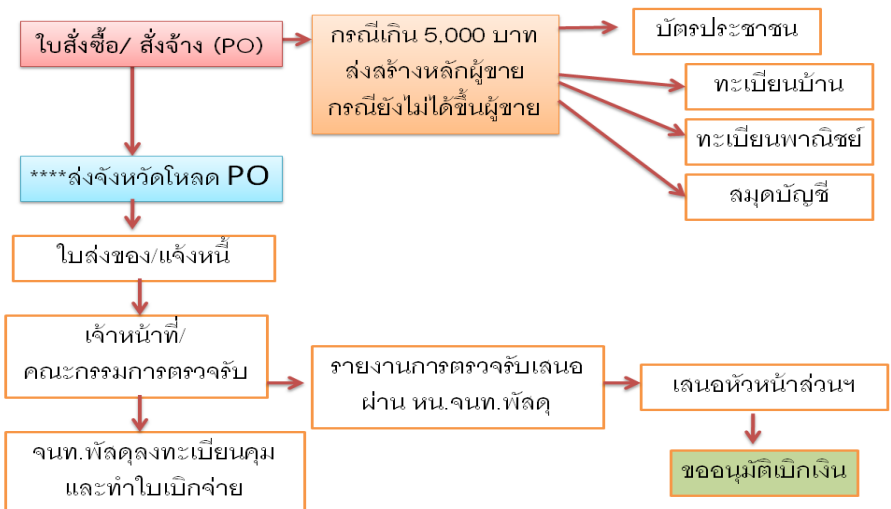 ใบสั่งซื้อ/ สั่งจ้าง (PO)
กรณีเกิน 5,000 บาท
ส่งสร้างหลักผู้ขาย
กรณียังไม่ได้ขึ้นผู้ขาย
บัตรประชาชน
ทะเบียนบ้าน
ทะเบียนพาณิชย์
สมุดบัญชี
****ส่งจังหวัดโหลด PO
ใบส่งของ/แจ้งหนี้
เจ้าหน้าที่/
คณะกรรมการตรวจรับ
รายงานการตรวจรับเสนอ
ผ่าน หน.จนท.พัสดุ
เสนอหัวหน้าส่วนฯ
จนท.พัสดุลงทะเบียนคุม
และทำใบเบิกจ่าย
ขออนุมัติเบิกเงิน